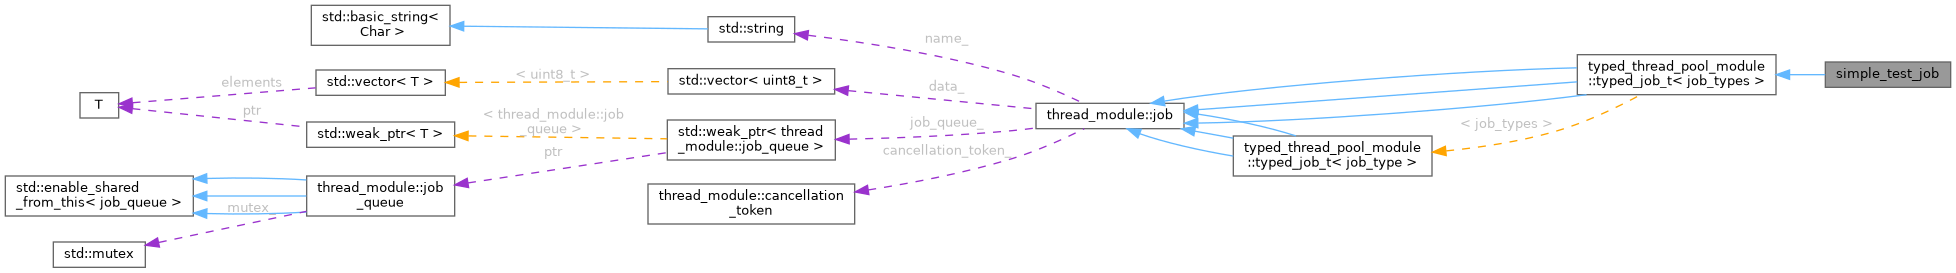 std::basic_string<
Char >
std::string
name_
typed_thread_pool_module
::typed_job_t< job_types >
simple_test_job
elements
std::vector< T >
< uint8_t >
std::vector< uint8_t >
data_
T
ptr
std::weak_ptr< T >
< thread_module::job
_queue >
std::weak_ptr< thread
_module::job_queue >
job_queue_
thread_module::job
< job_types >
cancellation_token_
typed_thread_pool_module
::typed_job_t< job_type >
ptr
std::enable_shared
_from_this< job_queue >
thread_module::job
_queue
thread_module::cancellation
_token
mutex_
std::mutex